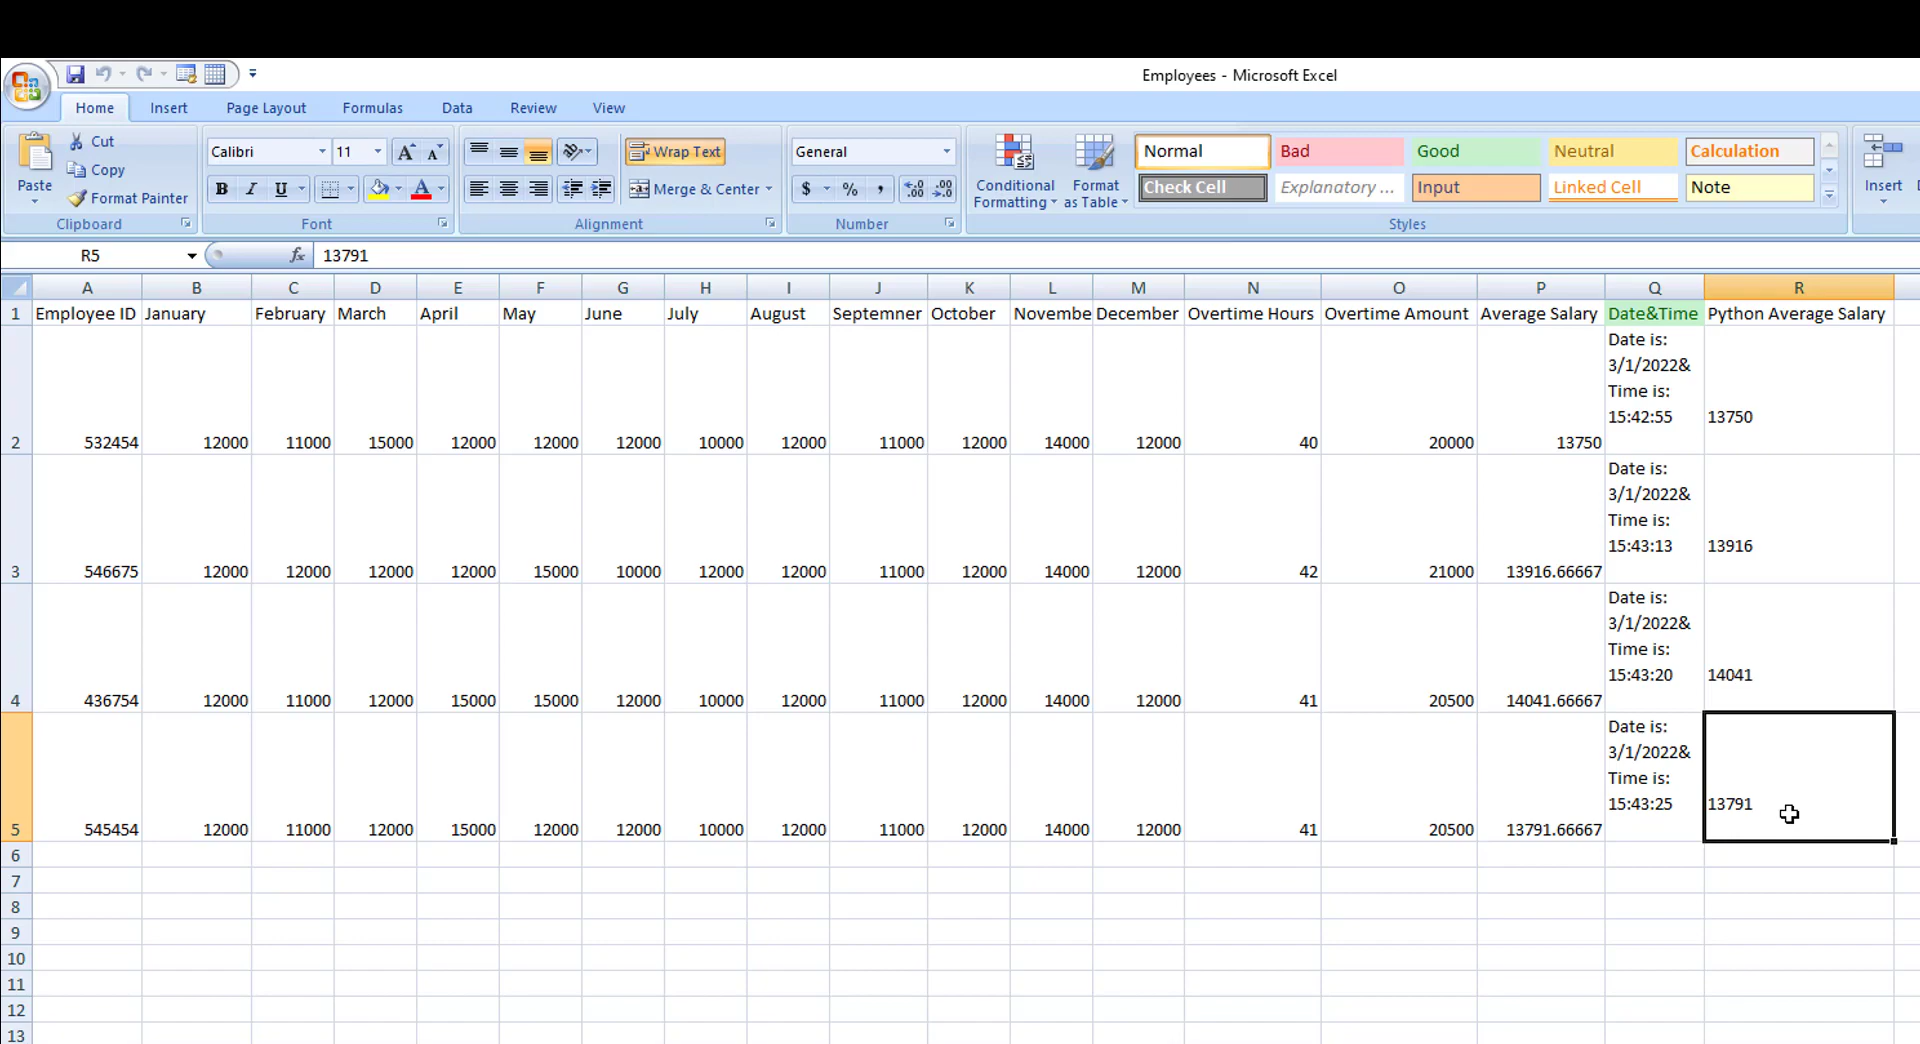 Employees - Microsoft Excel
Home Insert Page Layout Formulas Data Review View
Paste
Cut
Copy
Format Painter
Clipboard
Calibri 11
B I U A
Font
Wrap Text
Merge & Center
Alignment
General
$ % ,
Number
Conditional Formatting
Format as Table
Normal Bad Good Neutral Calculation
Check Cell Explanatory ... Input Linked Cell Note
Styles
Insert
R5 fx 13791
A B C D E F G H I J K L M N O P Q R
1 Employee ID January February March April May June July August Septemner October Novembe December Overtime Hours Overtime Amount Average Salary Date&Time Python Average Salary
Date is:
3/1/2022&
Time is:
15:42:55 13750
2 532454 12000 11000 15000 12000 12000 12000 10000 12000 11000 12000 14000 12000 40 20000 13750
Date is:
3/1/2022&
Time is:
15:43:13 13916
3 546675 12000 12000 12000 12000 15000 10000 12000 12000 11000 12000 14000 12000 42 21000 13916.66667
Date is:
3/1/2022&
Time is:
15:43:20 14041
4 436754 12000 11000 12000 15000 15000 12000 10000 12000 11000 12000 14000 12000 41 20500 14041.66667
Date is:
3/1/2022&
Time is:
15:43:25 13791
5 545454 12000 11000 12000 15000 12000 12000 10000 12000 11000 12000 14000 12000 41 20500 13791.66667
6
7
8
9
10
11
12
13